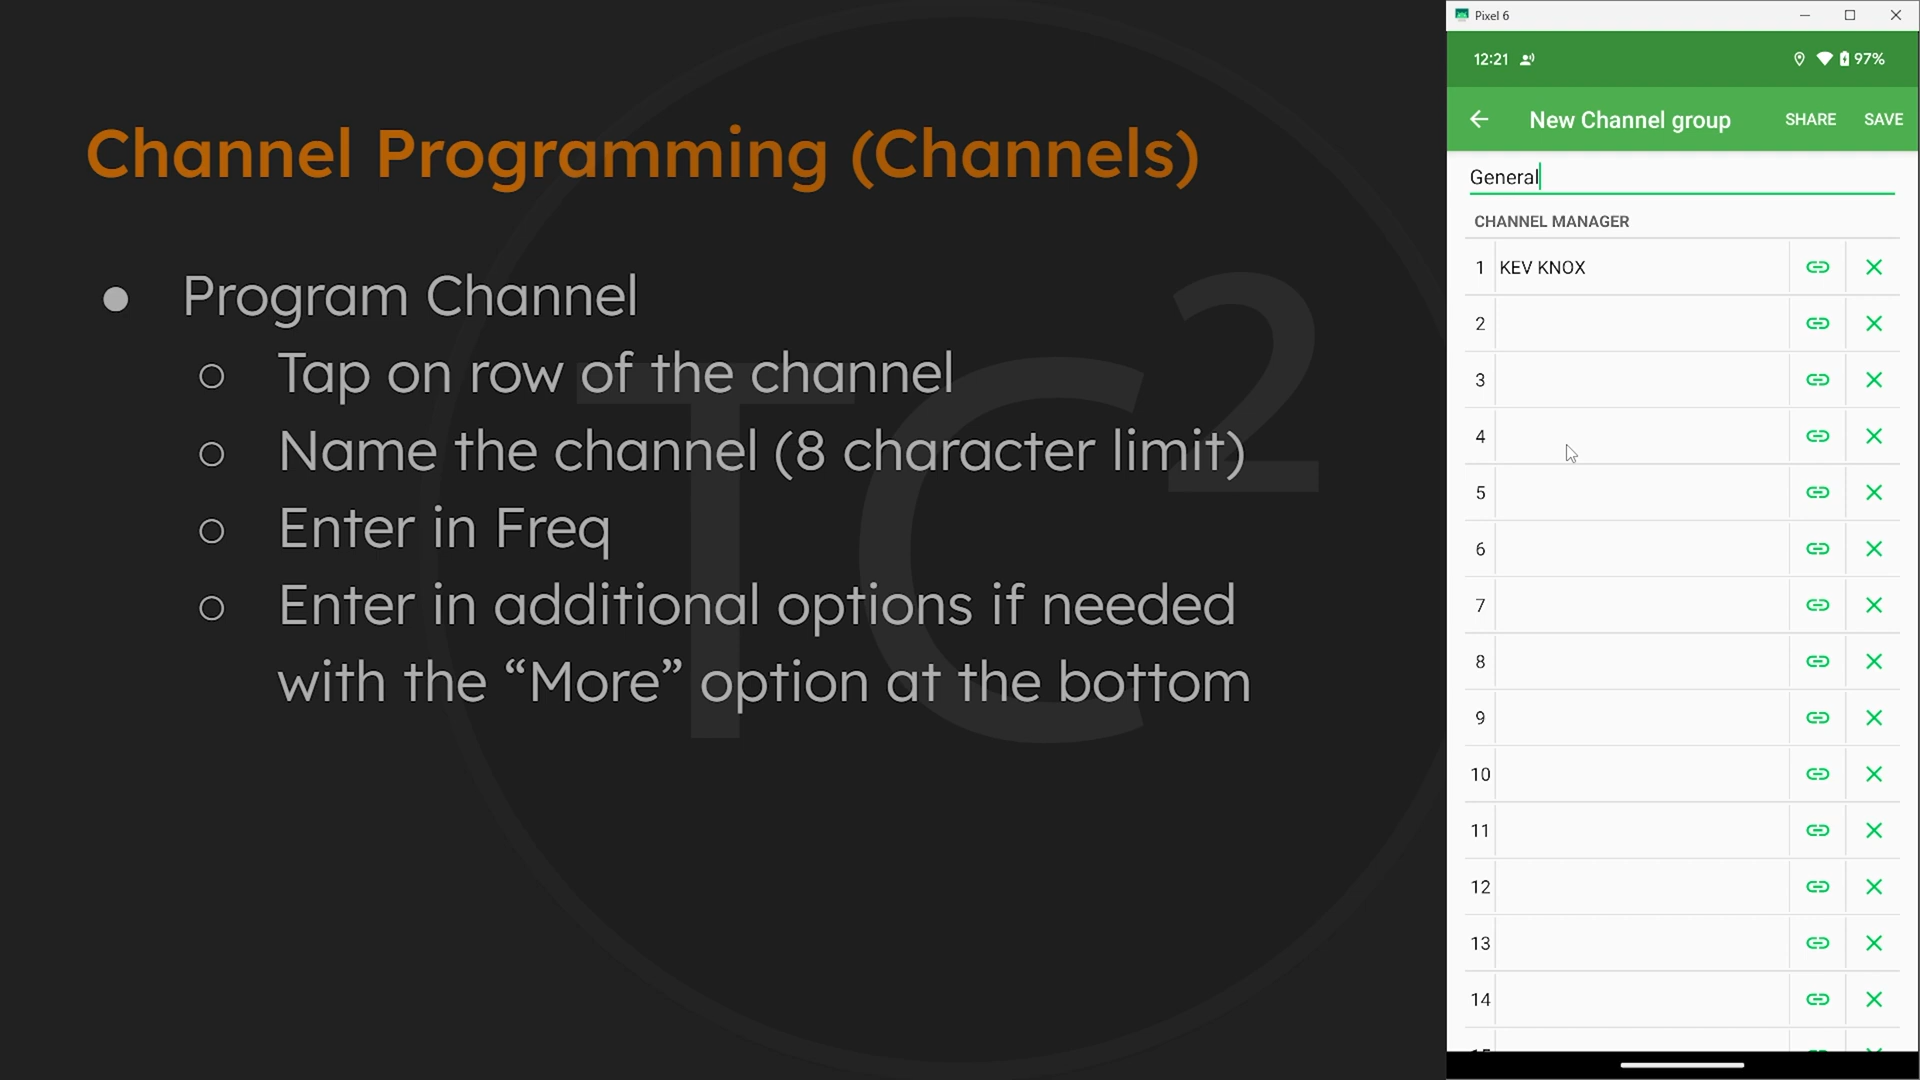 Channel Programming (Channels)
● Program Channel
○ Tap on row of the channel
○ Name the channel (8 character limit)
○ Enter in Freq
○ Enter in additional options if needed
with the “More” option at the bottom
TC²
Pixel 6
12:21 97%
New Channel group SHARE SAVE
General
CHANNEL MANAGER
1 KEV KNOX
2
3
4
5
6
7
8
9
10
11
12
13
14